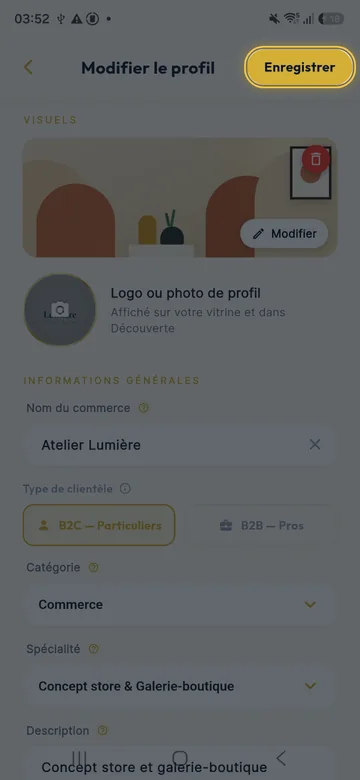 03:52
Modifier le profil
Enregistrer
VISUELS
Modifier
Logo ou photo de profil
Affiché sur votre vitrine et dans
Découverte
INFORMATIONS GÉNÉRALES
Nom du commerce
Atelier Lumière
Type de clientèle
B2C — Particuliers
B2B — Pros
Catégorie
Commerce
Spécialité
Concept store & Galerie-boutique
Description
Concept store et galerie-boutique